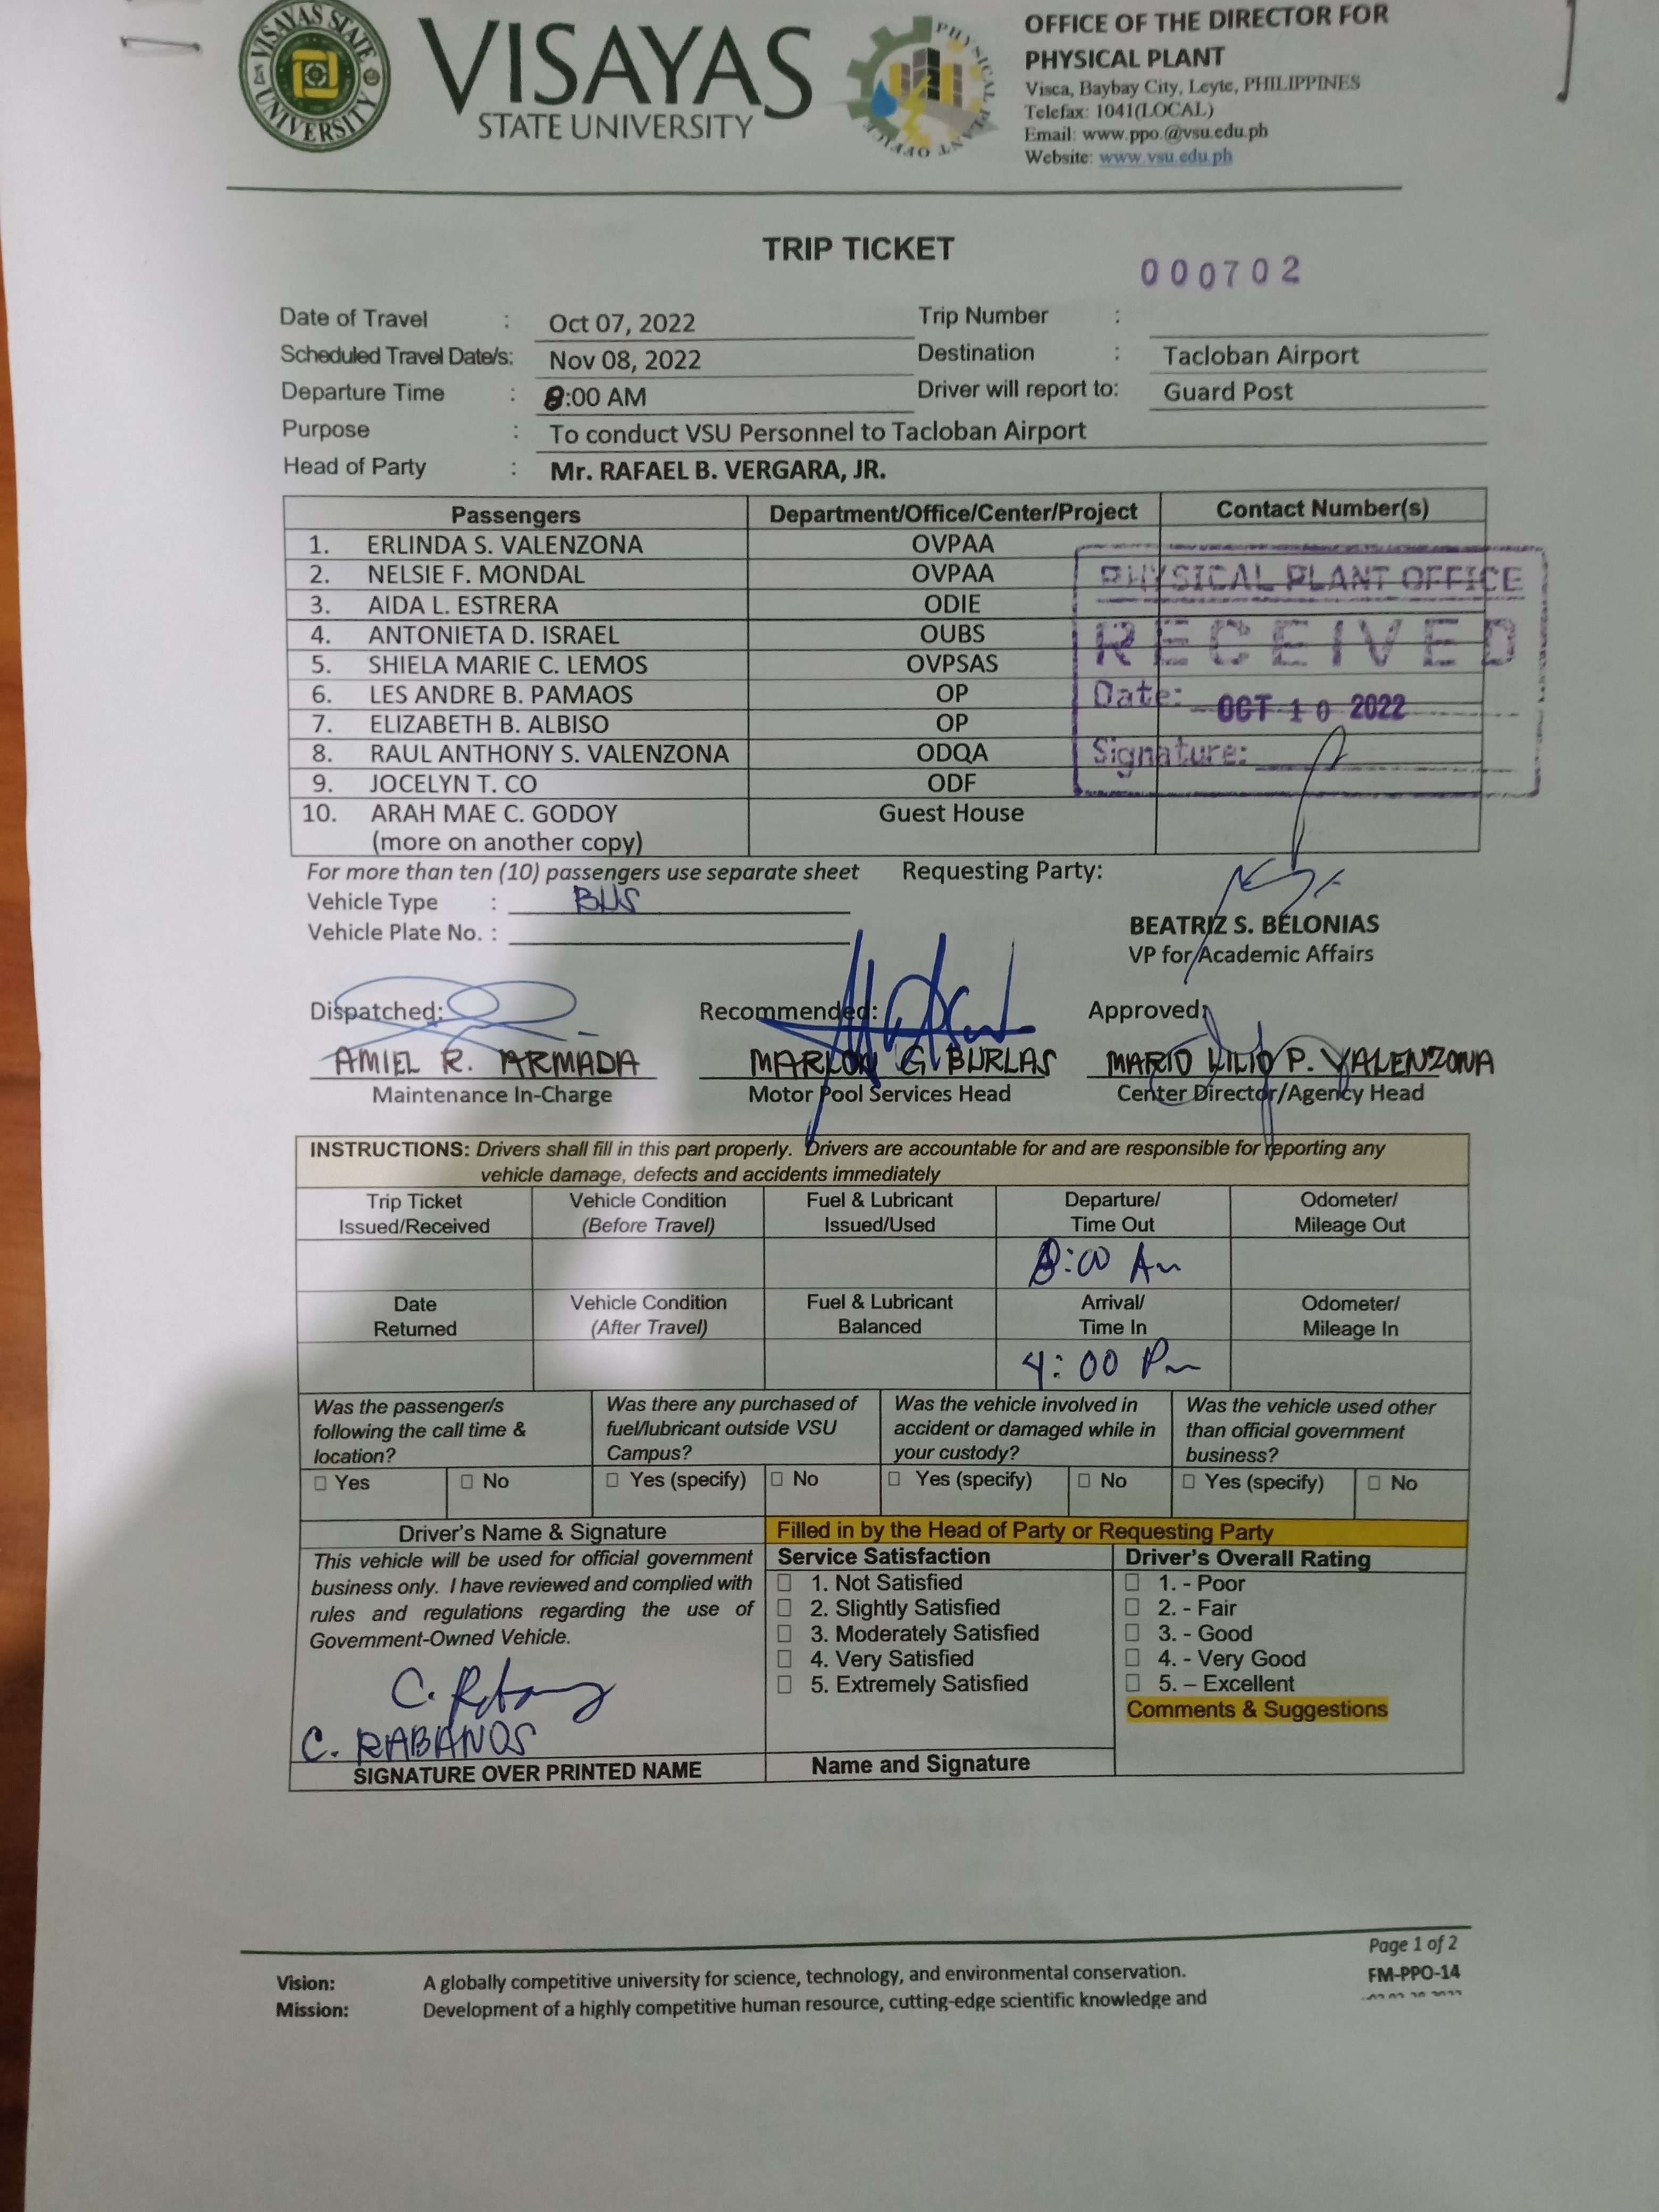 VISAYAS STATE UNIVERSITY
VISAYAS
STATE UNIVERSITY
PHYSICAL PLANT OFFICE
OFFICE OF THE DIRECTOR FOR
PHYSICAL PLANT
Visca, Baybay City, Leyte, PHILIPPINES
Telefax: 1041(LOCAL)
Email: www.ppo.@vsu.edu.ph
Website: www.vsu.edu.ph
TRIP TICKET
000702
Date of Travel : Oct 07, 2022 Trip Number :
Scheduled Travel Date/s: Nov 08, 2022 Destination : Tacloban Airport
Departure Time : 8:00 AM Driver will report to: Guard Post
Purpose : To conduct VSU Personnel to Tacloban Airport
Head of Party : Mr. RAFAEL B. VERGARA, JR.
Passengers Department/Office/Center/Project Contact Number(s)
1. ERLINDA S. VALENZONA OVPAA
2. NELSIE F. MONDAL OVPAA
3. AIDA L. ESTRERA ODIE
4. ANTONIETA D. ISRAEL OUBS
5. SHIELA MARIE C. LEMOS OVPSAS
6. LES ANDRE B. PAMAOS OP
7. ELIZABETH B. ALBISO OP
8. RAUL ANTHONY S. VALENZONA ODQA
9. JOCELYN T. CO ODF
10. ARAH MAE C. GODOY Guest House
(more on another copy)
PHYSICAL PLANT OFFICE
RECEIVED
Date: OCT 10 2022
Signature:
For more than ten (10) passengers use separate sheet Requesting Party:
Vehicle Type : BUS
Vehicle Plate No. :
BEATRIZ S. BELONIAS
VP for Academic Affairs
Dispatched: Recommended: Approved:
AMIEL R. ARMADA MARLON G. BURLAS MARIO LILIO P. VALENZONA
Maintenance In-Charge Motor Pool Services Head Center Director/Agency Head
INSTRUCTIONS: Drivers shall fill in this part properly. Drivers are accountable for and are responsible for reporting any
vehicle damage, defects and accidents immediately
Trip Ticket Vehicle Condition Fuel & Lubricant Departure/ Odometer/
Issued/Received (Before Travel) Issued/Used Time Out Mileage Out
8:00 Am
Date Vehicle Condition Fuel & Lubricant Arrival/ Odometer/
Returned (After Travel) Balanced Time In Mileage In
4:00 Pm
Was the passenger/s Was there any purchased of Was the vehicle involved in Was the vehicle used other
following the call time & fuel/lubricant outside VSU accident or damaged while in than official government
location? Campus? your custody? business?
☐ Yes ☐ No ☐ Yes (specify) ☐ No ☐ Yes (specify) ☐ No ☐ Yes (specify) ☐ No
Driver's Name & Signature Filled in by the Head of Party or Requesting Party
This vehicle will be used for official government Service Satisfaction Driver's Overall Rating
business only. I have reviewed and complied with ☐ 1. Not Satisfied ☐ 1. - Poor
rules and regulations regarding the use of ☐ 2. Slightly Satisfied ☐ 2. - Fair
Government-Owned Vehicle. ☐ 3. Moderately Satisfied ☐ 3. - Good
☐ 4. Very Satisfied ☐ 4. - Very Good
☐ 5. Extremely Satisfied ☐ 5. – Excellent
Comments & Suggestions
C. RABANOS
SIGNATURE OVER PRINTED NAME Name and Signature
Page 1 of 2
Vision: A globally competitive university for science, technology, and environmental conservation. FM-PPO-14
Mission: Development of a highly competitive human resource, cutting-edge scientific knowledge and